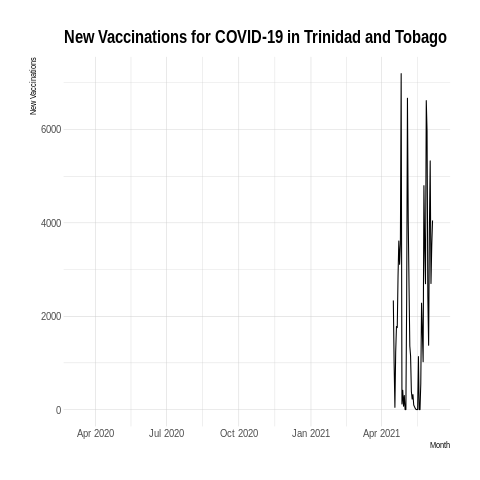 New Vaccinations for COVID-19 in Trinidad and Tobago
New Vaccinations
6000
4000
2000
0
Apr 2020
Jul 2020
Oct 2020
Jan 2021
Apr 2021
Month